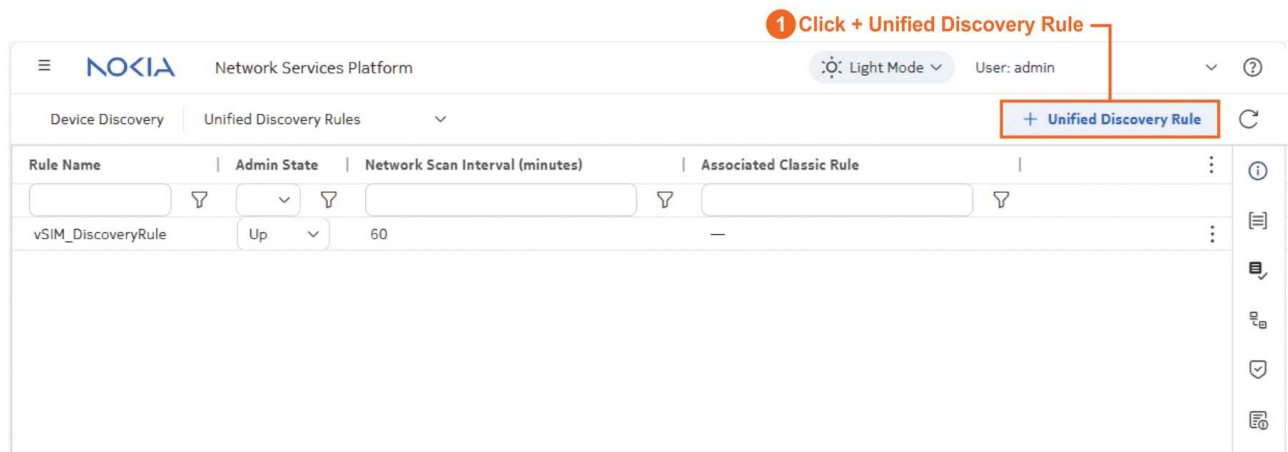 1 Click + Unified Discovery Rule
NOKIA Network Services Platform Light Mode User: admin
Device Discovery Unified Discovery Rules + Unified Discovery Rule
Rule Name Admin State Network Scan Interval (minutes) Associated Classic Rule
vSIM_DiscoveryRule Up 60 —